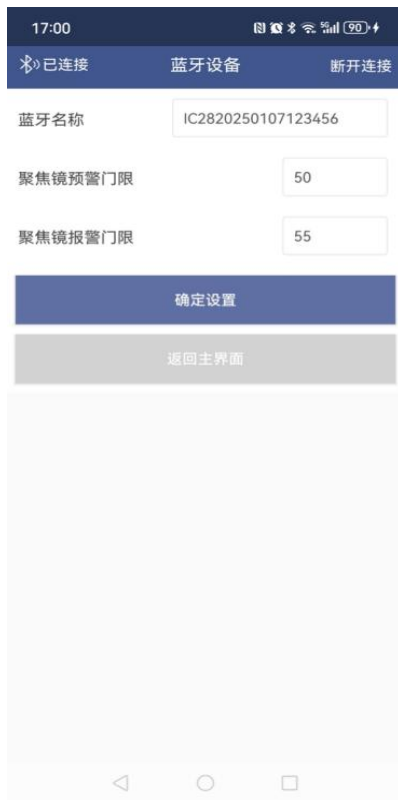 17:00
5G
90
已连接
蓝牙设备
断开连接
蓝牙名称
IC2820250107123456
聚焦镜预警门限
50
聚焦镜报警门限
55
确定设置
返回主界面